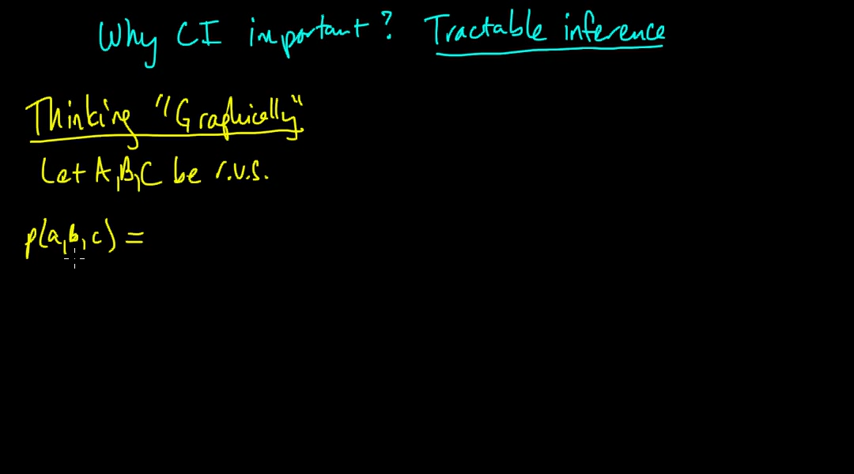 Why CI important? Tractable inference
Thinking "Graphically"
Let A,B,C be r.v.s.
p(a,b,c) =